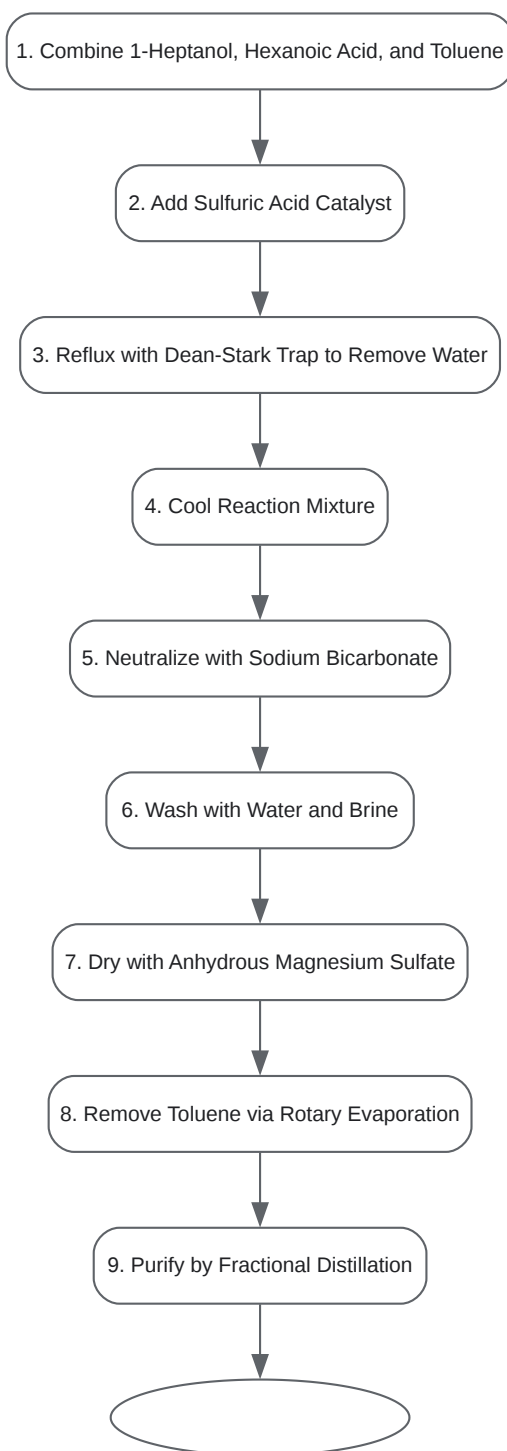 1. Combine 1-Heptanol, Hexanoic Acid, and Toluene
2. Add Sulfuric Acid Catalyst
3. Reflux with Dean-Stark Trap to Remove Water
4. Cool Reaction Mixture
5. Neutralize with Sodium Bicarbonate
6. Wash with Water and Brine
7. Dry with Anhydrous Magnesium Sulfate
8. Remove Toluene via Rotary Evaporation
9. Purify by Fractional Distillation